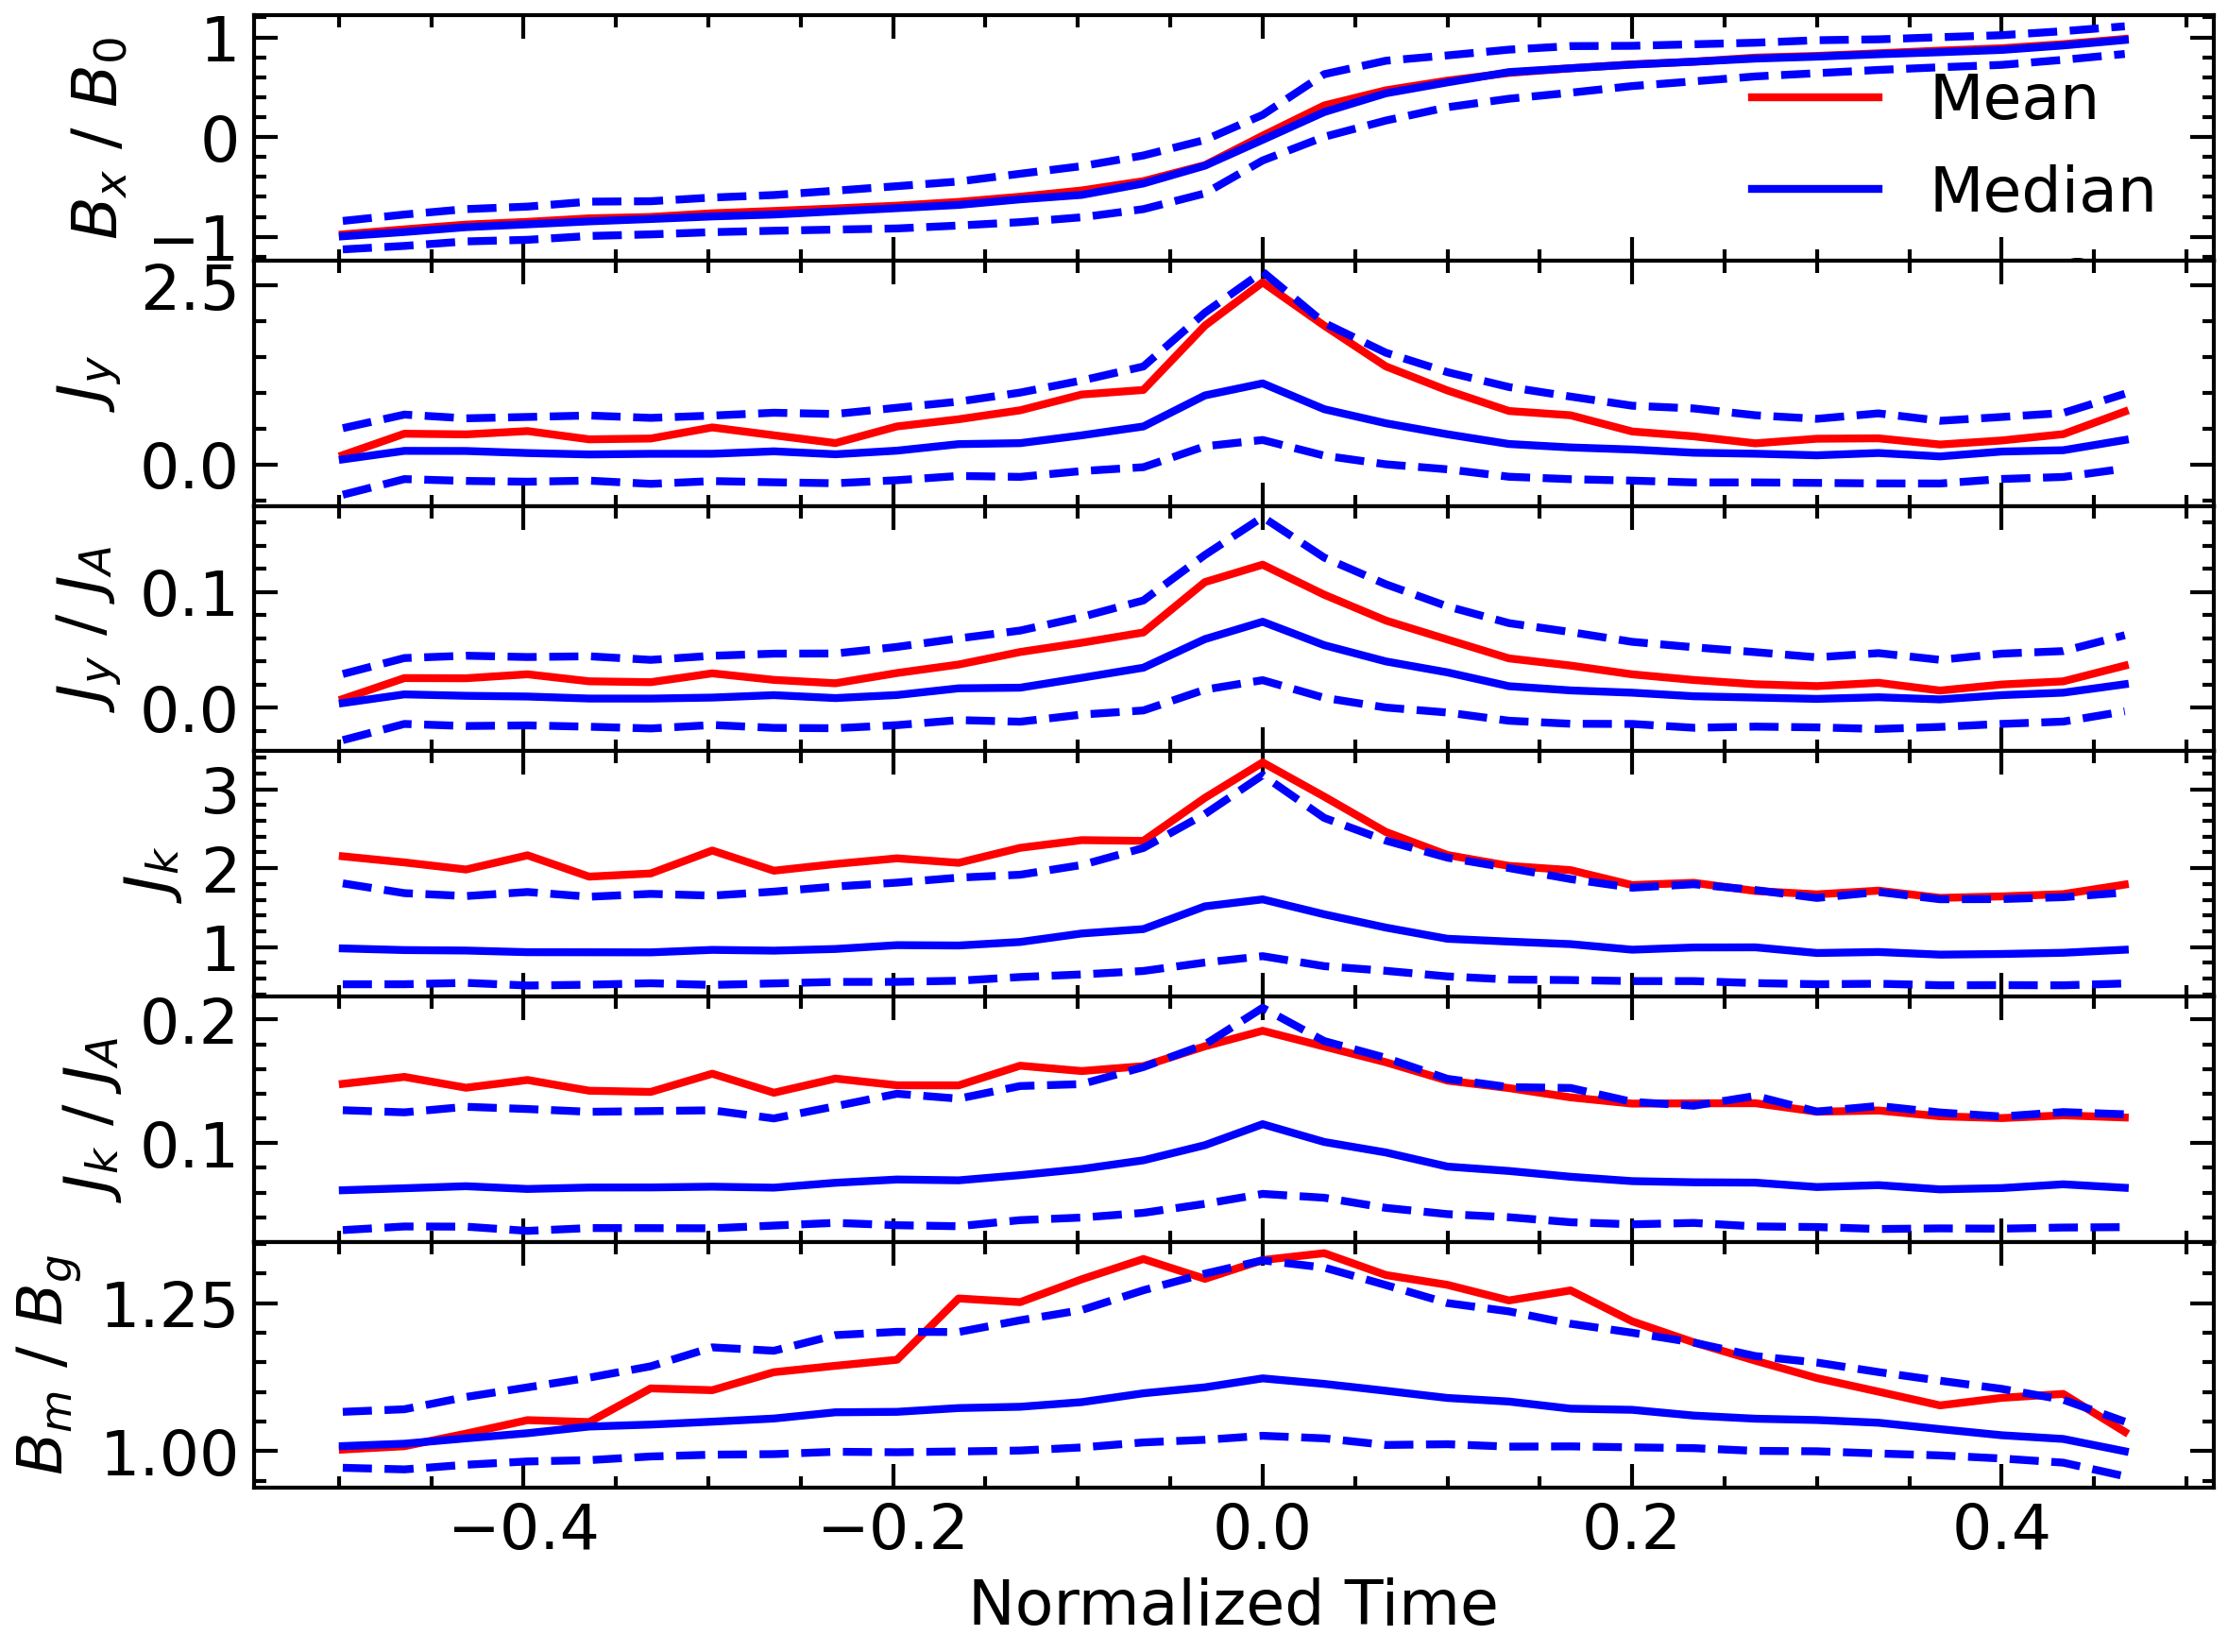 B_x / B_0
1
0
−1
Mean
Median
J_y
2.5
0.0
J_y / J_A
0.1
0.0
J_k
3
2
1
J_k / J_A
0.2
0.1
B_m / B_g
1.25
1.00
−0.4 −0.2 0.0 0.2 0.4
Normalized Time